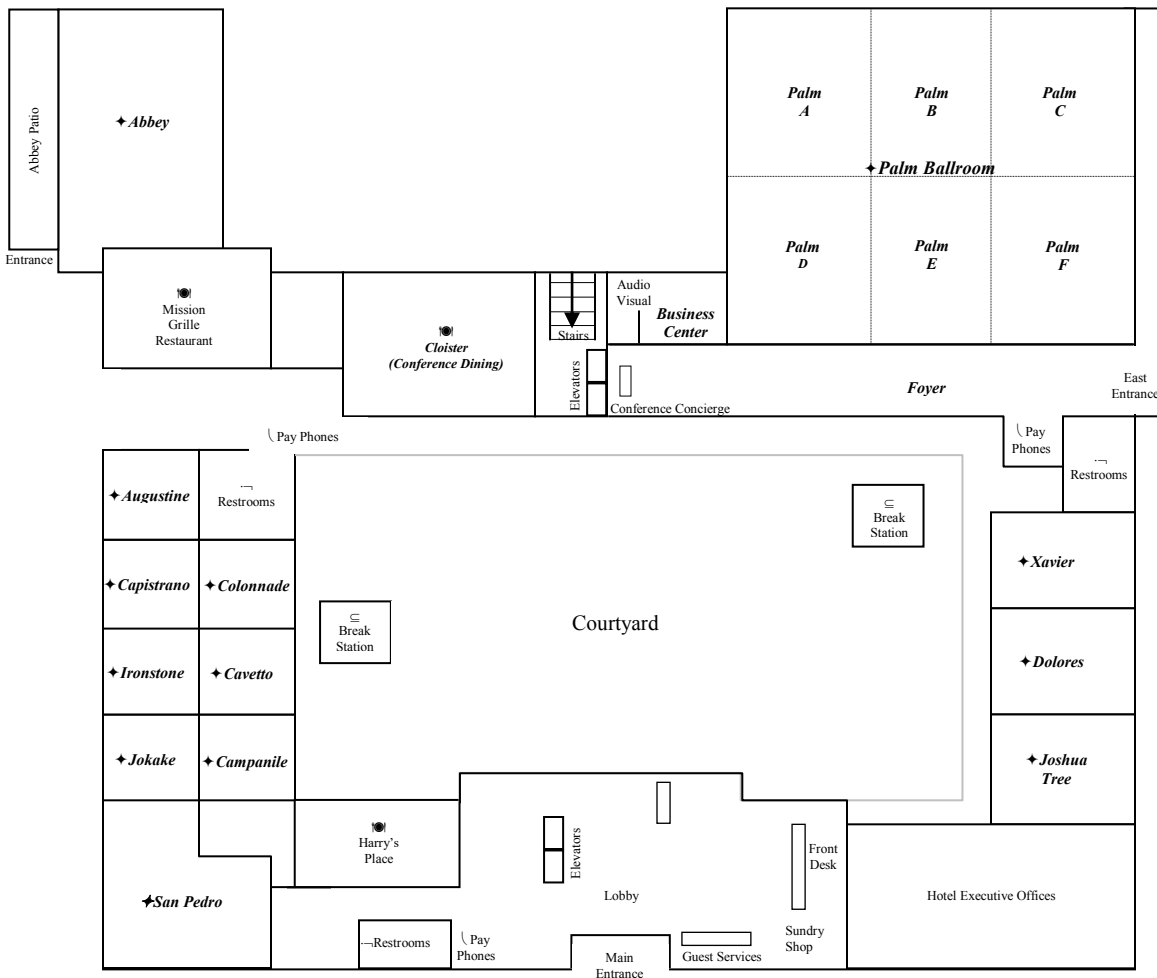 Abbey Patio
✦Abbey
Entrance
Mission
Grille
Restaurant
Cloister
(Conference Dining)
Stairs
Elevators
Audio
Visual
Business
Center
Conference Concierge
Palm
A
Palm
B
Palm
C
✦Palm Ballroom
Palm
D
Palm
E
Palm
F
Foyer
East
Entrance
Pay Phones
Pay
Phones
Restrooms
✦Augustine
Restrooms
✦Capistrano
✦Colonnade
✦Ironstone
✦Cavetto
✦Jokake
✦Campanile
✦San Pedro
Break
Station
Courtyard
Break
Station
✦Xavier
✦Dolores
✦Joshua
Tree
Harry's
Place
Elevators
Lobby
Front
Desk
Hotel Executive Offices
Restrooms
Pay
Phones
Main
Entrance
Guest Services
Sundry
Shop